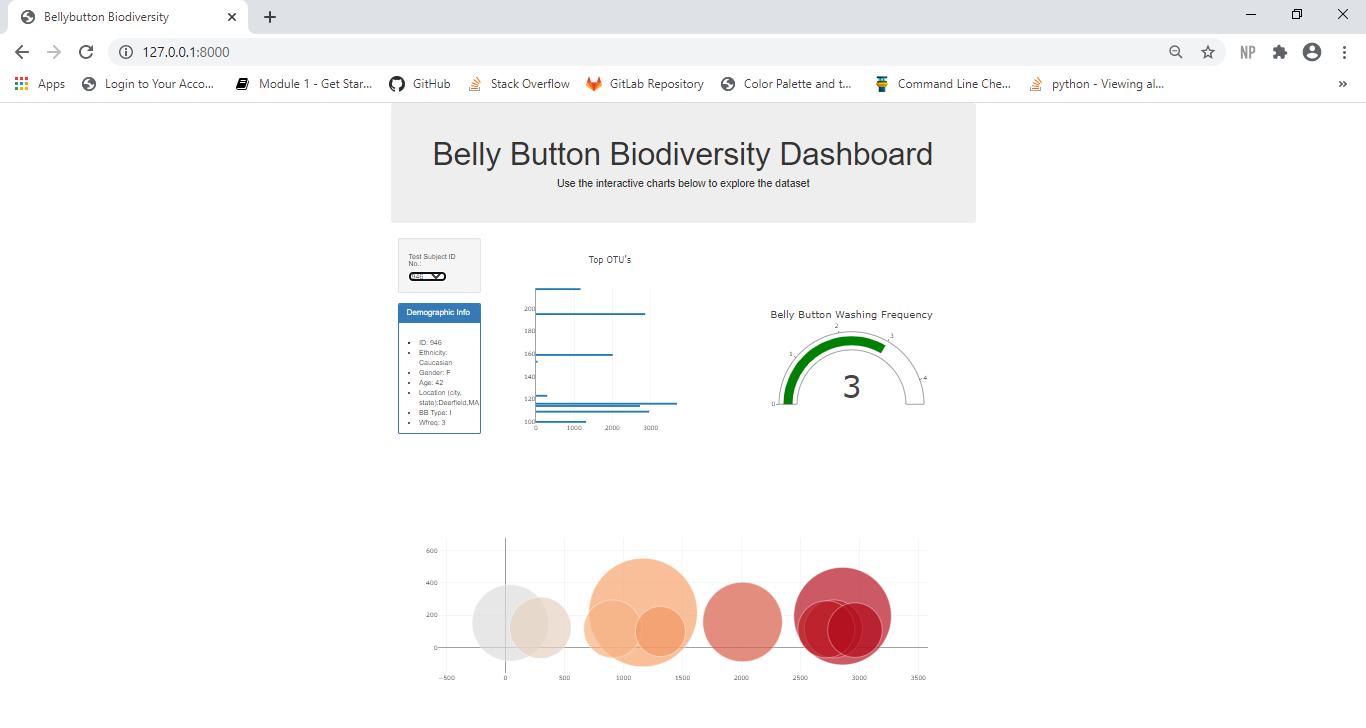 Bellybutton Biodiversity
127.0.0.1:8000
NP
Apps
Login to Your Acco...
Module 1 - Get Star...
GitHub
Stack Overflow
GitLab Repository
Color Palette and t...
Command Line Che...
python - Viewing al...
»
Belly Button Biodiversity Dashboard
Use the interactive charts below to explore the dataset
Test Subject ID
No.:
946
Demographic Info
ID: 946
Ethnicity:
Caucasian
Gender: F
Age: 42
Location (city,
state):Deerfield,MA
BB Type: I
Wfreq: 3
Top OTU's
200
180
160
140
120
100
0 1000 2000 3000
Belly Button Washing Frequency
0
1
2
3
4
3
600
400
200
0
−500 0 500 1000 1500 2000 2500 3000 3500